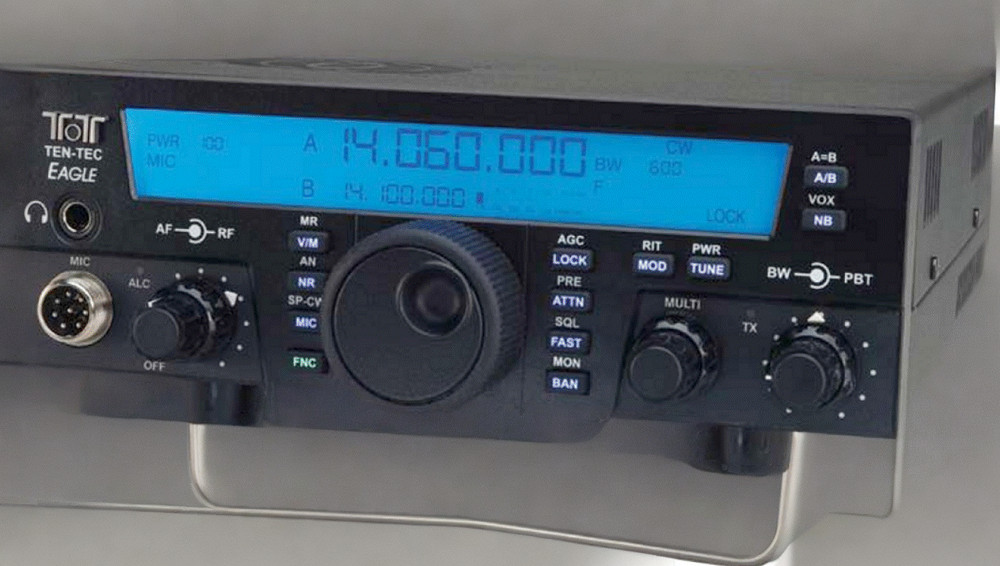 TEN-TEC
EAGLE
PWR 100
MIC
A 14.060.000
B 14.100.000
BW 600
CW
F
LOCK
A=B
A/B
VOX
NB
AF RF
MR
V/M
AN
NR
SP-CW
MIC
FNC
AGC
LOCK
PRE
ATTN
SQL
FAST
MON
BAN
RIT
MOD
PWR
TUNE
BW PBT
MIC
ALC
OFF
MULTI
TX